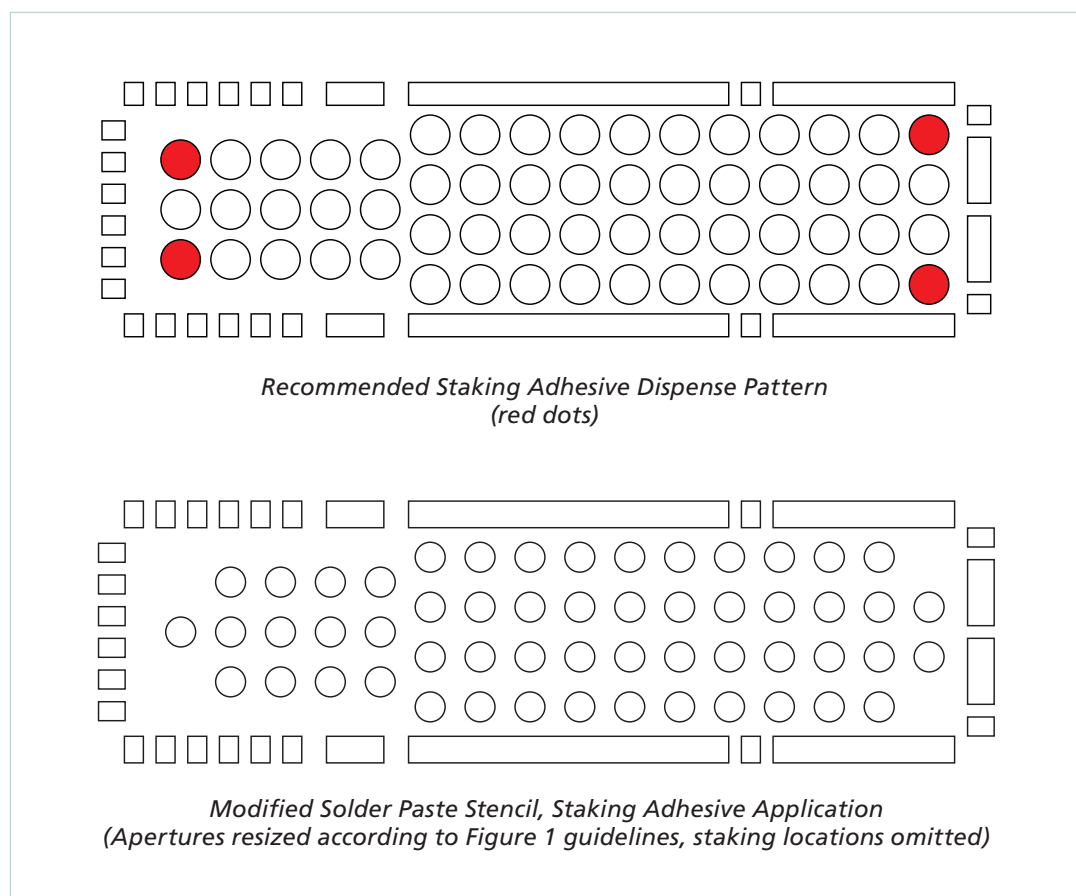 Recommended Staking Adhesive Dispense Pattern
(red dots)
Modified Solder Paste Stencil, Staking Adhesive Application
(Apertures resized according to Figure 1 guidelines, staking locations omitted)